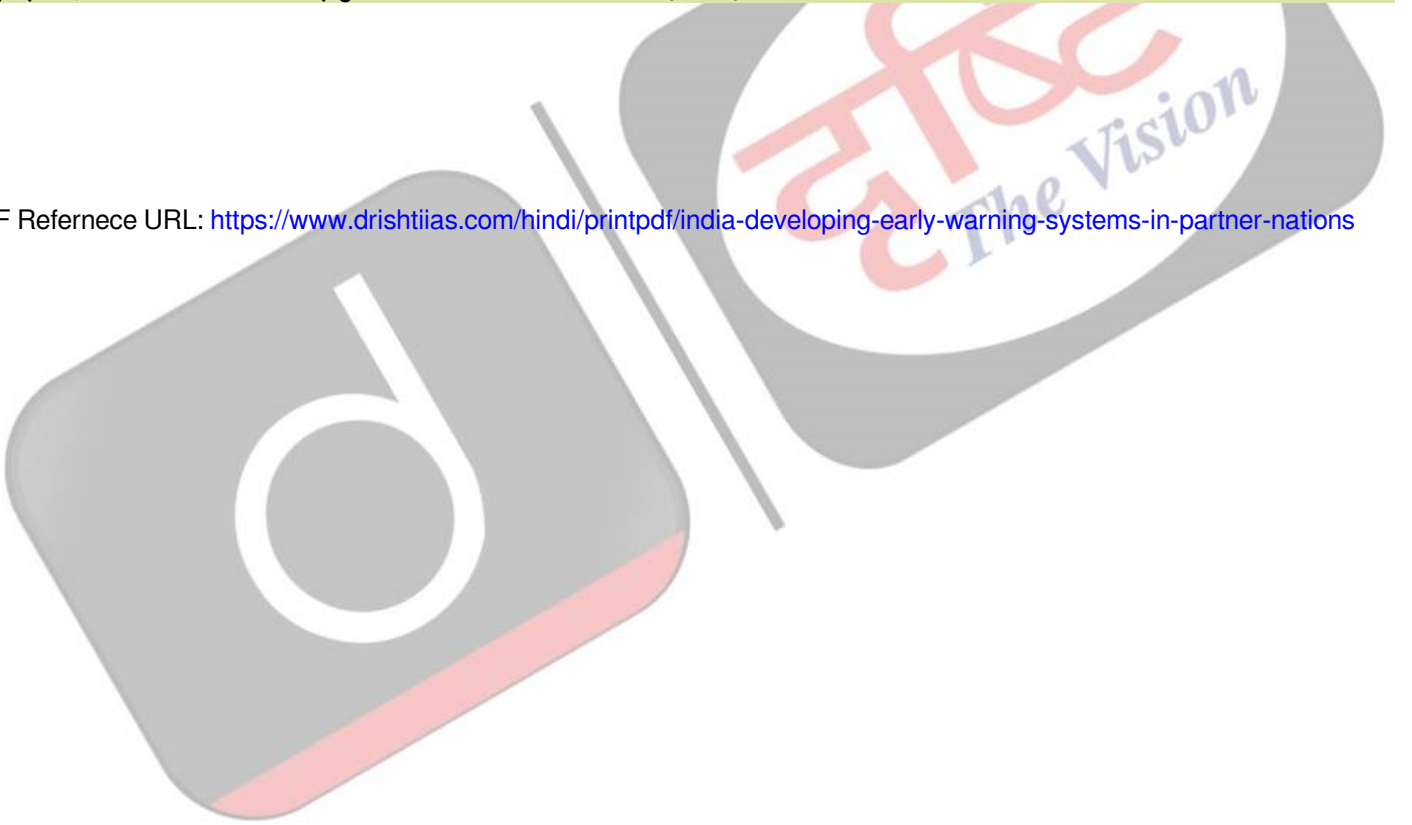 दृष्टि
The Vision
F Refernece URL: https://www.drishtiias.com/hindi/printpdf/india-developing-early-warning-systems-in-partner-nations
d